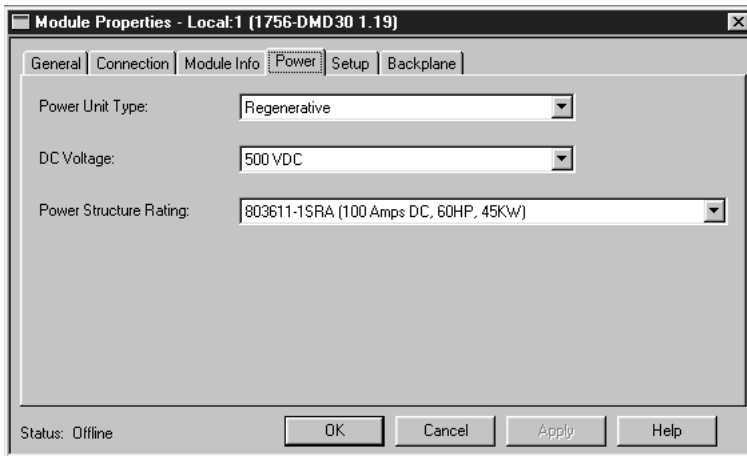 Module Properties - Local:1 (1756-DMD30 1.19)
General Connection Module Info Power Setup Backplane
Power Unit Type: Regenerative
DC Voltage: 500 VDC
Power Structure Rating: 803611-1SRA (100 Amps DC, 60HP, 45KW)
Status: Offline OK Cancel Apply Help